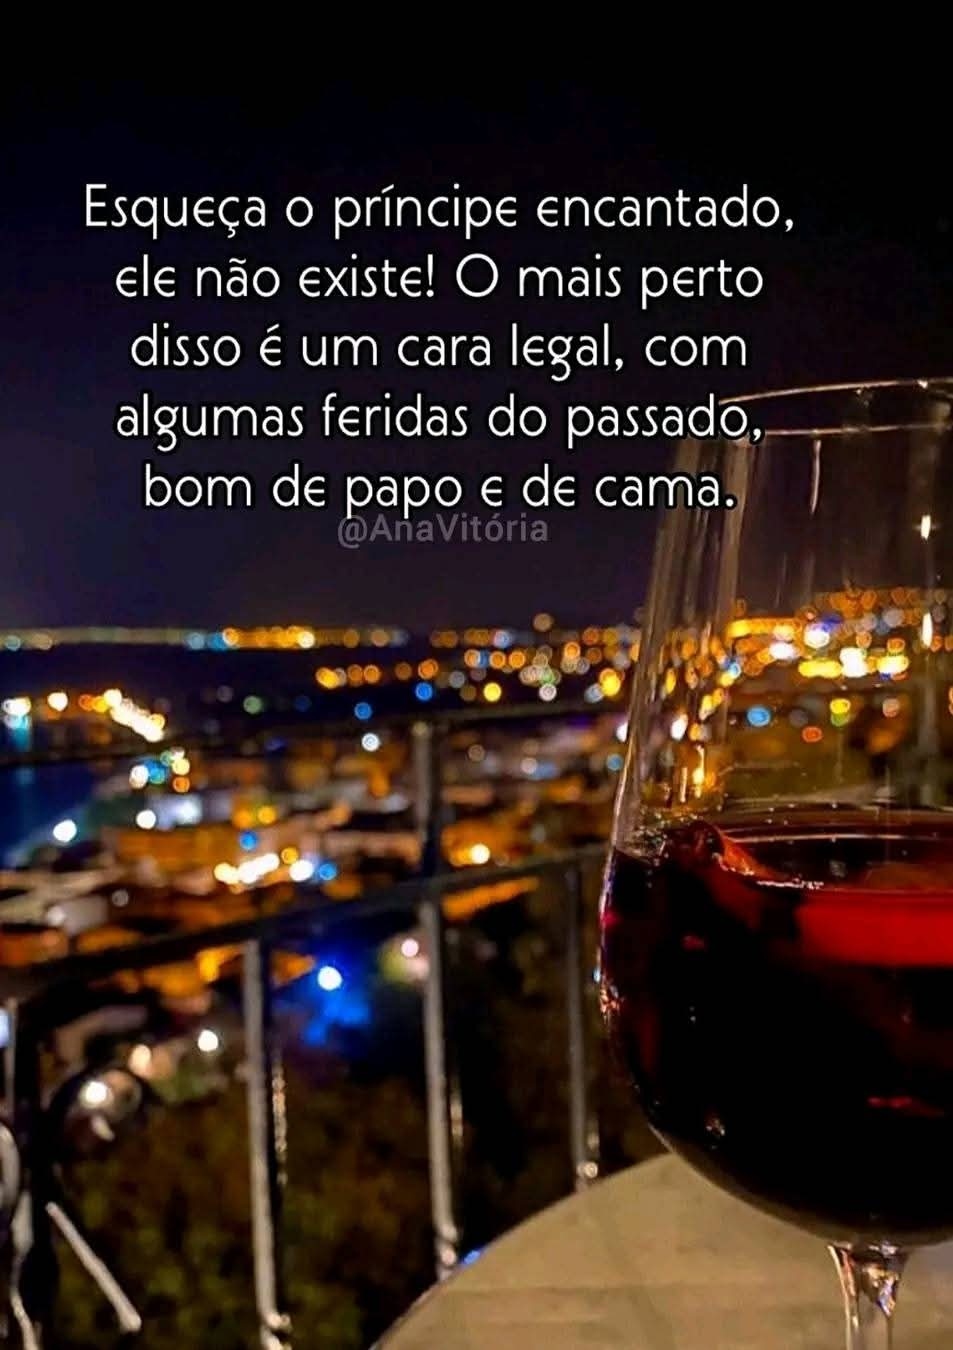 Esqueça o príncipe encantado,
ele não existe! O mais perto
disso é um cara legal, com
algumas feridas do passado,
bom de papo e de cama.
@AnaVitória